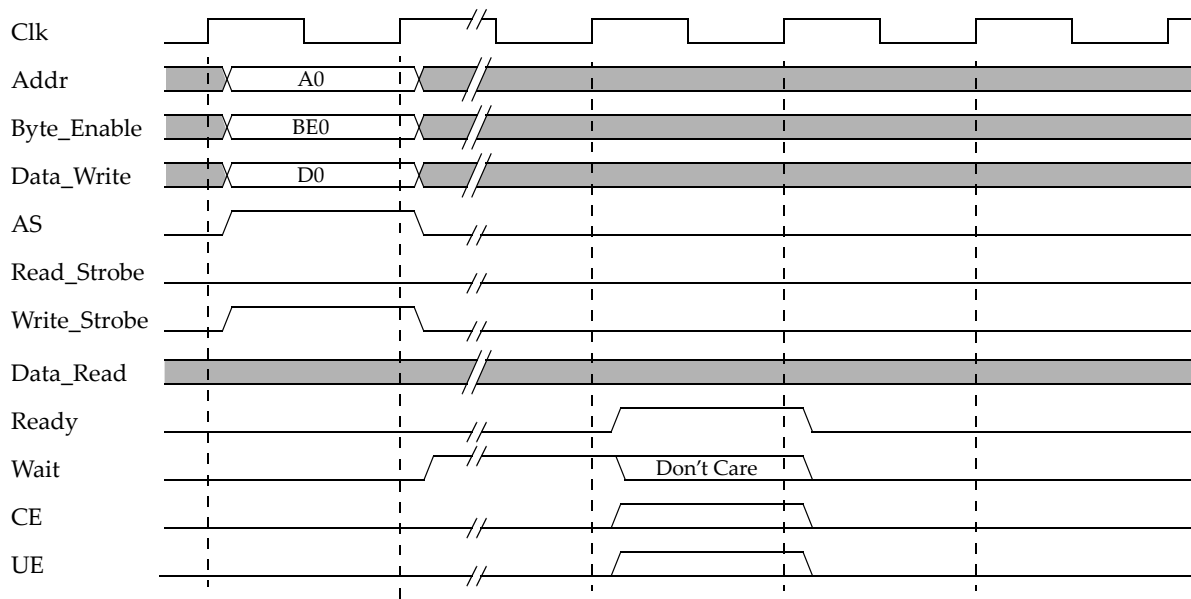 Clk
Addr
A0
Byte_Enable
BE0
Data_Write
D0
AS
Read_Strobe
Write_Strobe
Data_Read
Ready
Wait
Don't Care
CE
UE